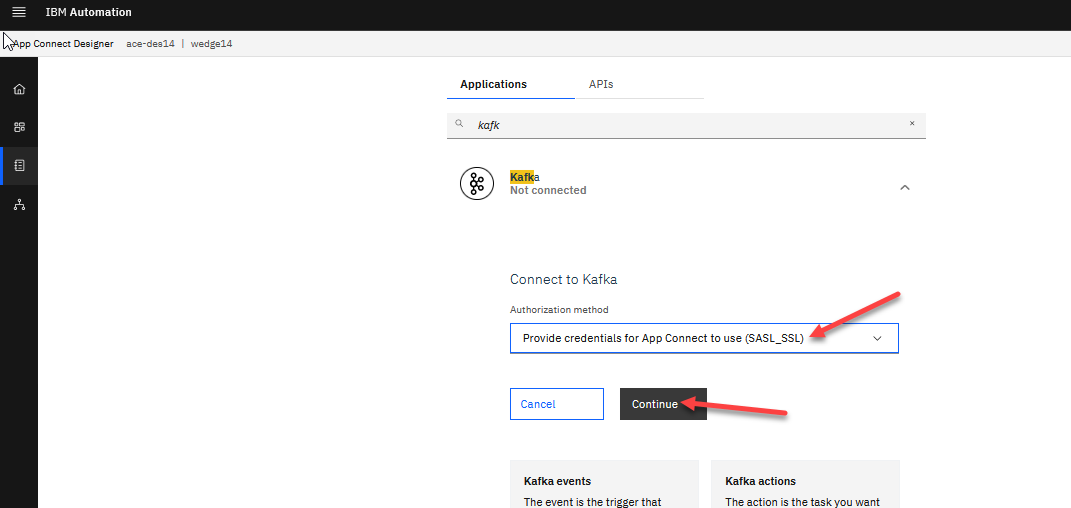 IBM Automation
App Connect Designer ace-des14 | wedge14
Applications APIs
kafk ×
Kafka
Not connected
Connect to Kafka
Authorization method
Provide credentials for App Connect to use (SASL_SSL)
Cancel Continue
Kafka events Kafka actions
The event is the trigger that The action is the task you want